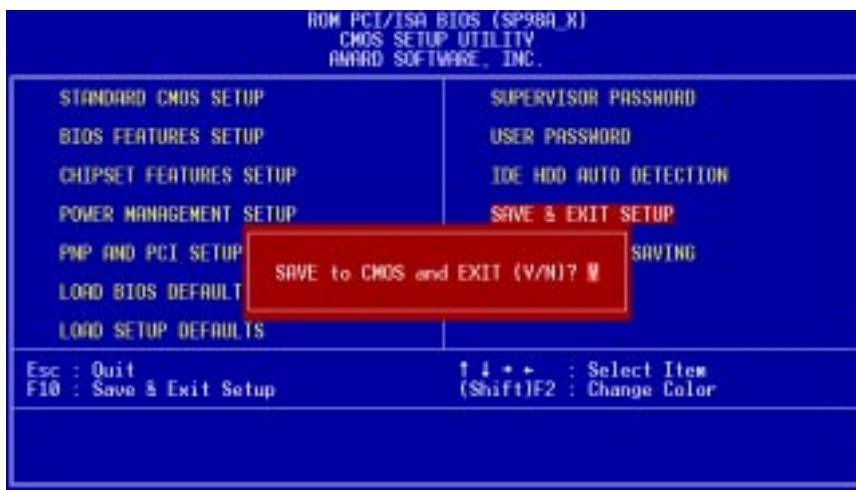 ROM PCI/ISA BIOS (SP98A_X)
CMOS SETUP UTILITY
AWARD SOFTWARE, INC.
STANDARD CMOS SETUP
BIOS FEATURES SETUP
CHIPSET FEATURES SETUP
POWER MANAGEMENT SETUP
PNP AND PCI SETUP
LOAD BIOS DEFAULT
LOAD SETUP DEFAULTS
SUPERVISOR PASSWORD
USER PASSWORD
IDE HDD AUTO DETECTION
SAVE & EXIT SETUP
SAVING
SAVE to CMOS and EXIT (Y/N)? Y
Esc : Quit
F10 : Save & Exit Setup
↑ ↓ → ← : Select Item
(Shift)F2 : Change Color